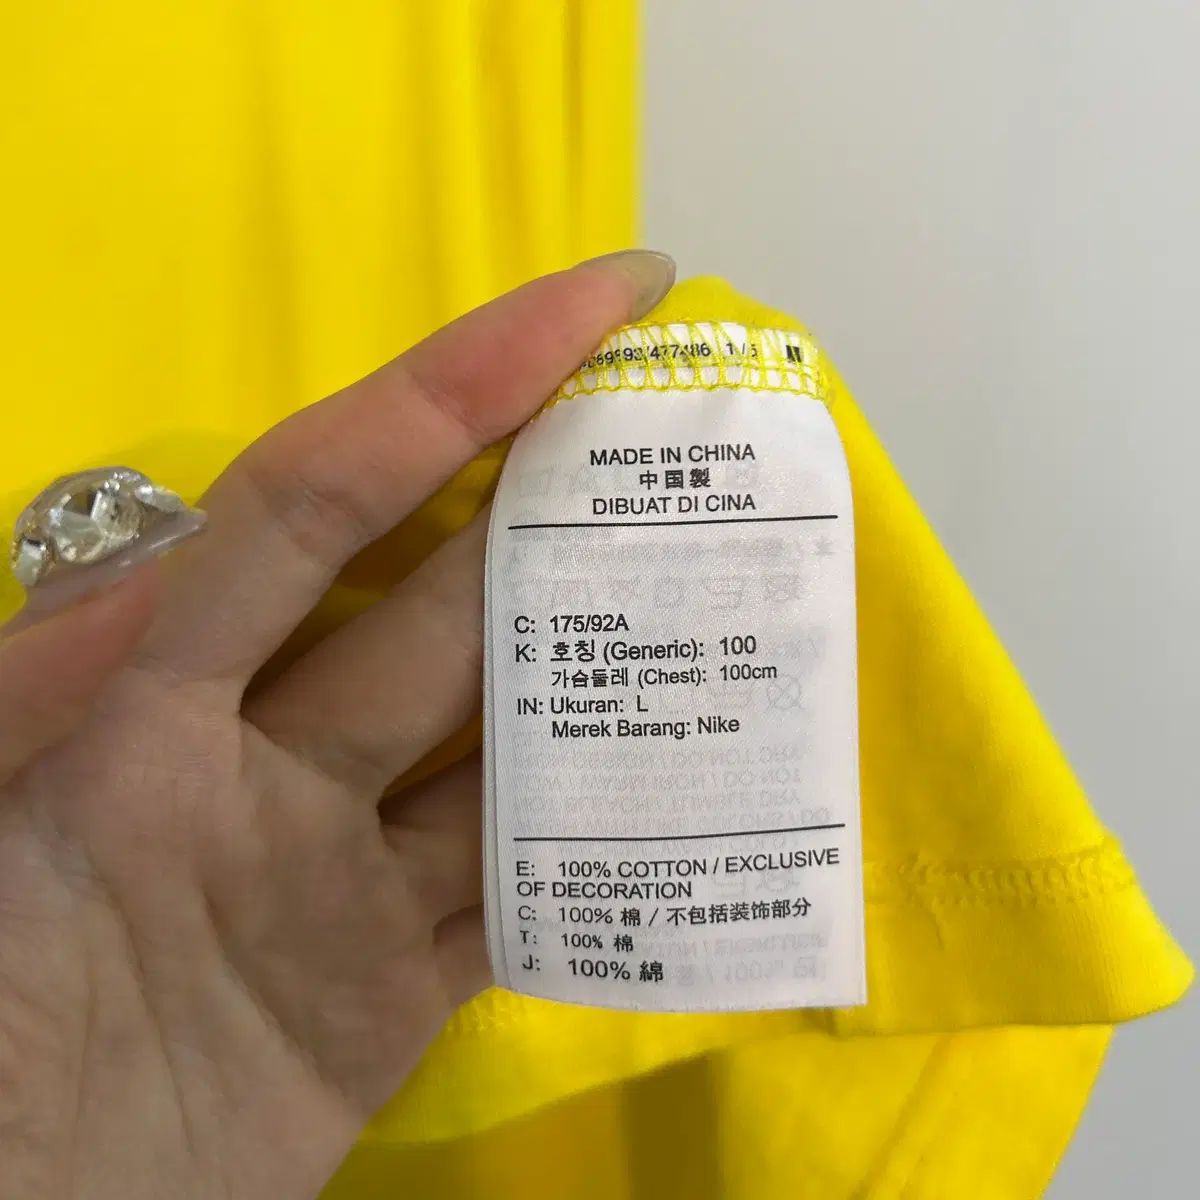 1/5
MADE IN CHINA
中国製
DIBUAT DI CINA
C: 175/92A
K: 호칭 (Generic): 100
가슴둘레 (Chest): 100cm
IN: Ukuran: L
Merek Barang: Nike
E: 100% COTTON / EXCLUSIVE
OF DECORATION
C: 100% 棉 / 不包括装饰部分
T: 100% 棉
J: 100% 綿